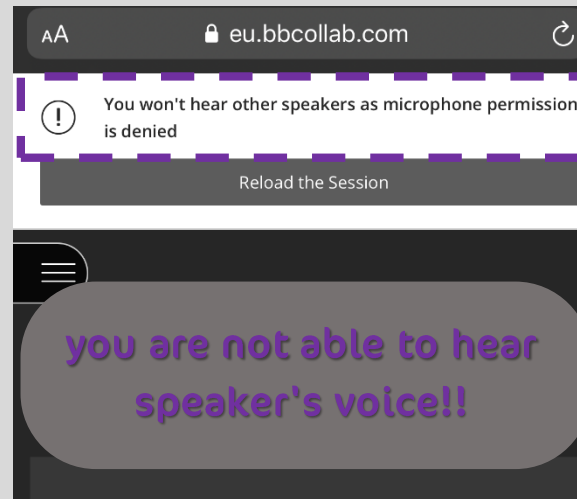 AA
eu.bbcollab.com
You won't hear other speakers as microphone permission
is denied
Reload the Session
you are not able to hear
speaker's voice!!